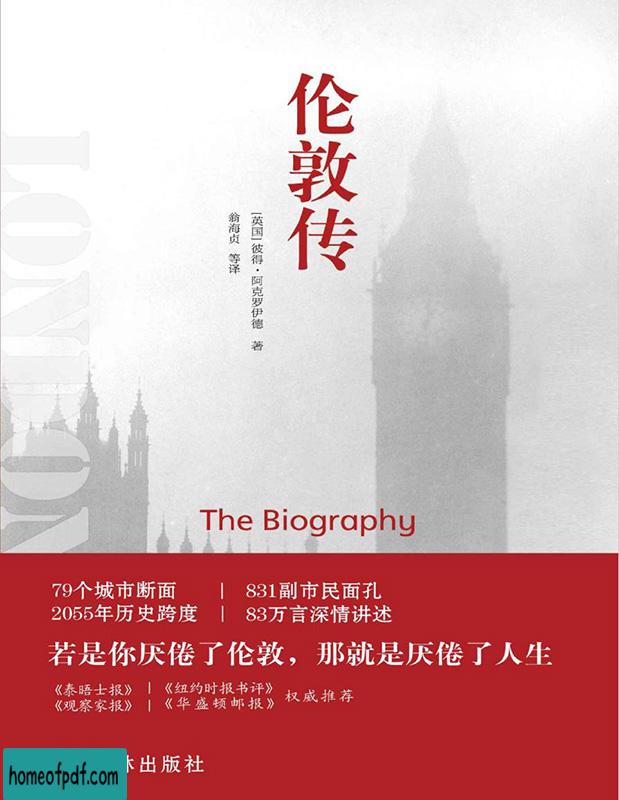 伦敦传
[英国]彼得·阿克罗伊德 著
翁海贞 等译
LONDON
The Biography
79个城市断面 | 831副市民面孔
2055年历史跨度 | 83万言深情讲述
若是你厌倦了伦敦，那就是厌倦了人生
《泰晤士报》 | 《纽约时报书评》
《观察家报》 | 《华盛顿邮报》 权威推荐
林出版社
homeofpdf.com